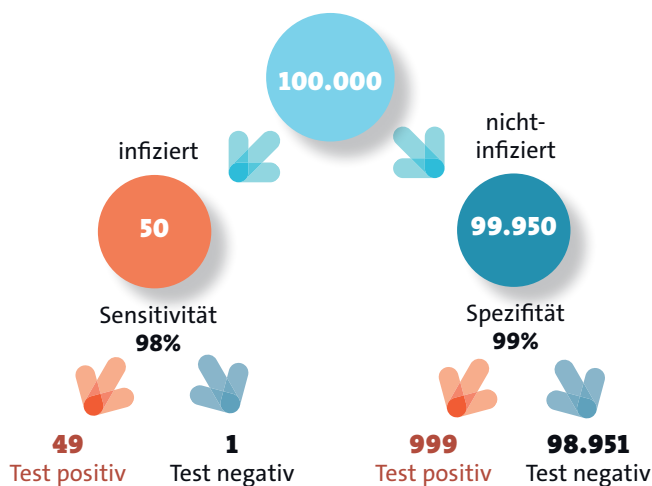 100.000
infiziert
nicht-
infiziert
50
99.950
Sensitivität
98%
Spezifität
99%
49
Test positiv
1
Test negativ
999
Test positiv
98.951
Test negativ